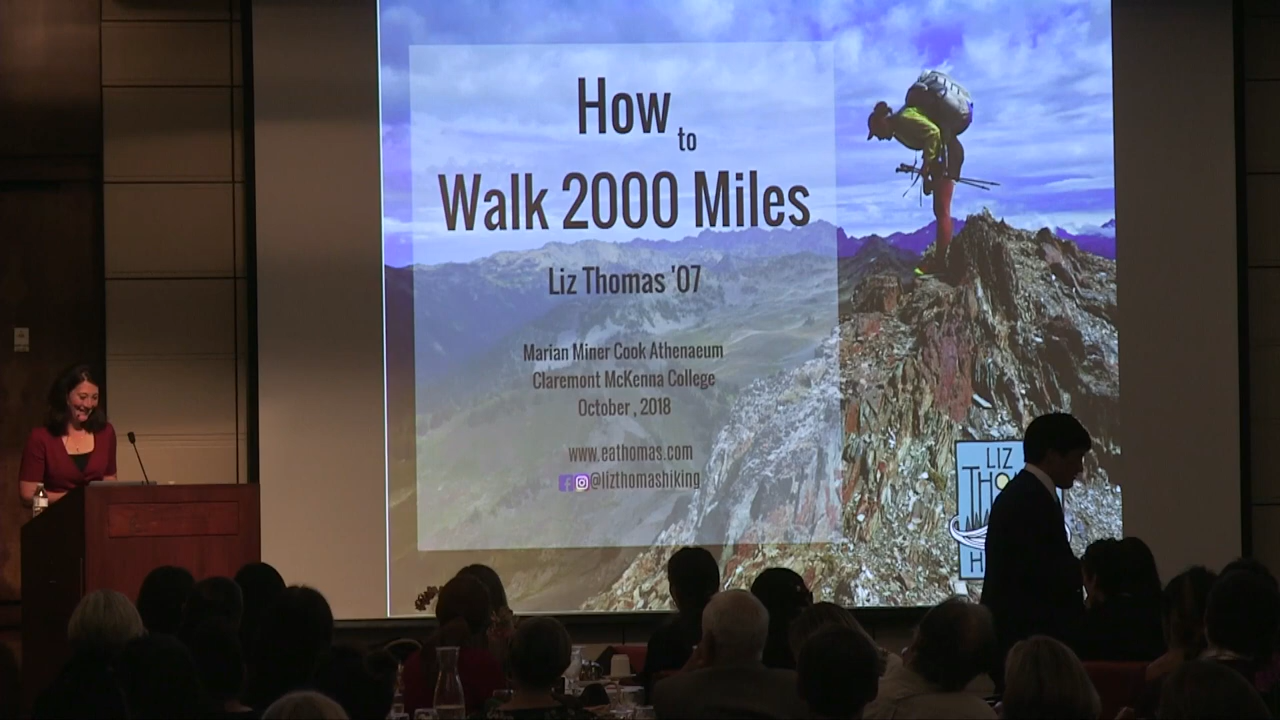 How
to
Walk 2000 Miles
Liz Thomas '07
Marian Miner Cook Athenaeum
Claremont McKenna College
October , 2018
www.eathomas.com
@lizthomashiking
LIZ